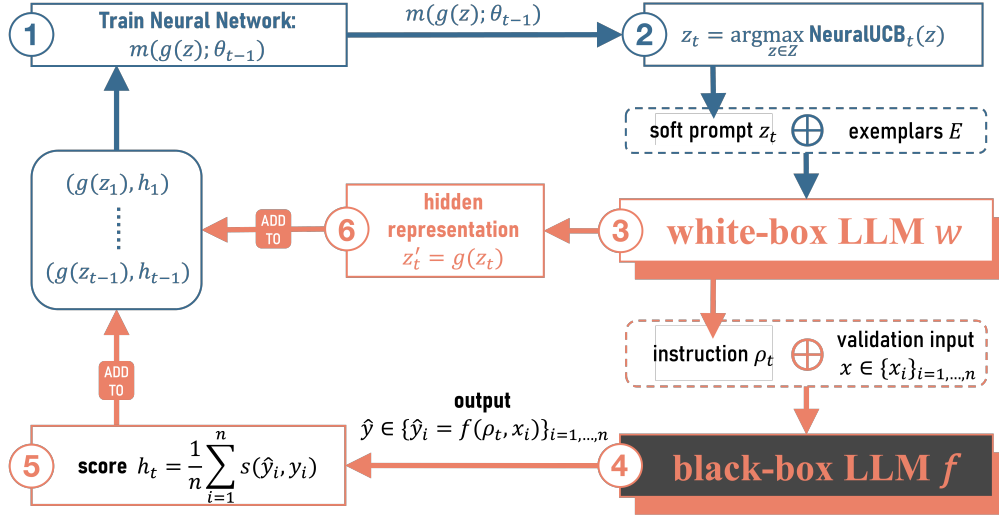 1
Train Neural Network:
m(g(z); θ_{t−1})
m(g(z); θ_{t−1})
2
z_t = argmax_{z∈Z} NeuralUCB_t(z)
soft prompt z_t ⊕ exemplars E
(g(z_1), h_1)
(g(z_{t−1}), h_{t−1})
ADD
TO
6
hidden
representation
z′_t = g(z_t)
3
white-box LLM w
instruction ρ_t ⊕ validation input
x ∈ {x_i}_{i=1,...,n}
ADD
TO
output
ŷ ∈ {ŷ_i = f(ρ_t, x_i)}_{i=1,...,n}
5
score h_t = \frac{1}{n} \sum_{i=1}^{n} s(ŷ_i, y_i)
4
black-box LLM f